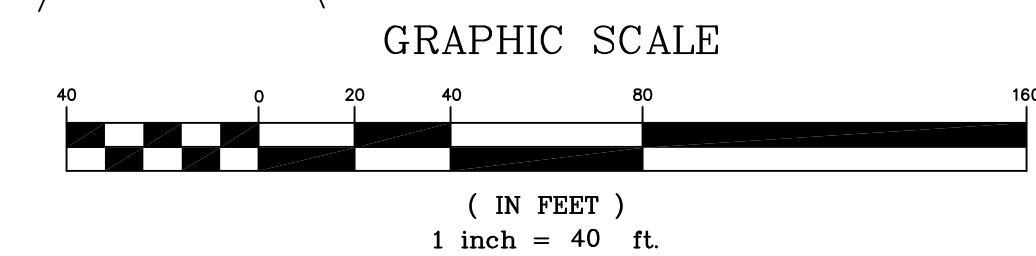 GRAPHIC SCALE
40 0 20 40 80 160
( IN FEET )
1 inch = 40 ft.